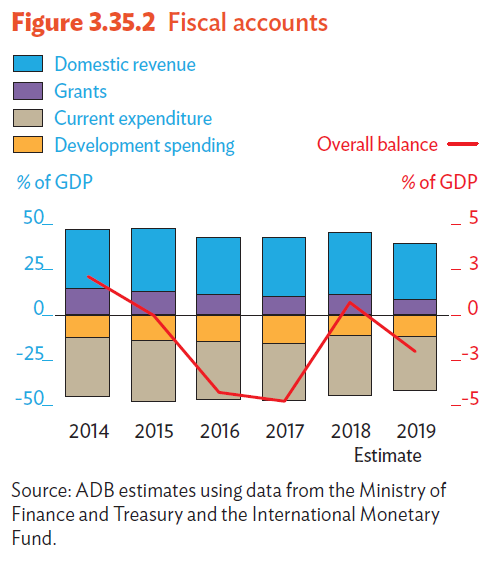 Figure 3.35.2 Fiscal accounts
Domestic revenue
Grants
Current expenditure
Development spending
Overall balance
% of GDP
% of GDP
50
25
0
-25
-50
5
3
0
-3
-5
2014 2015 2016 2017 2018 2019
Estimate
Source: ADB estimates using data from the Ministry of
Finance and Treasury and the International Monetary
Fund.